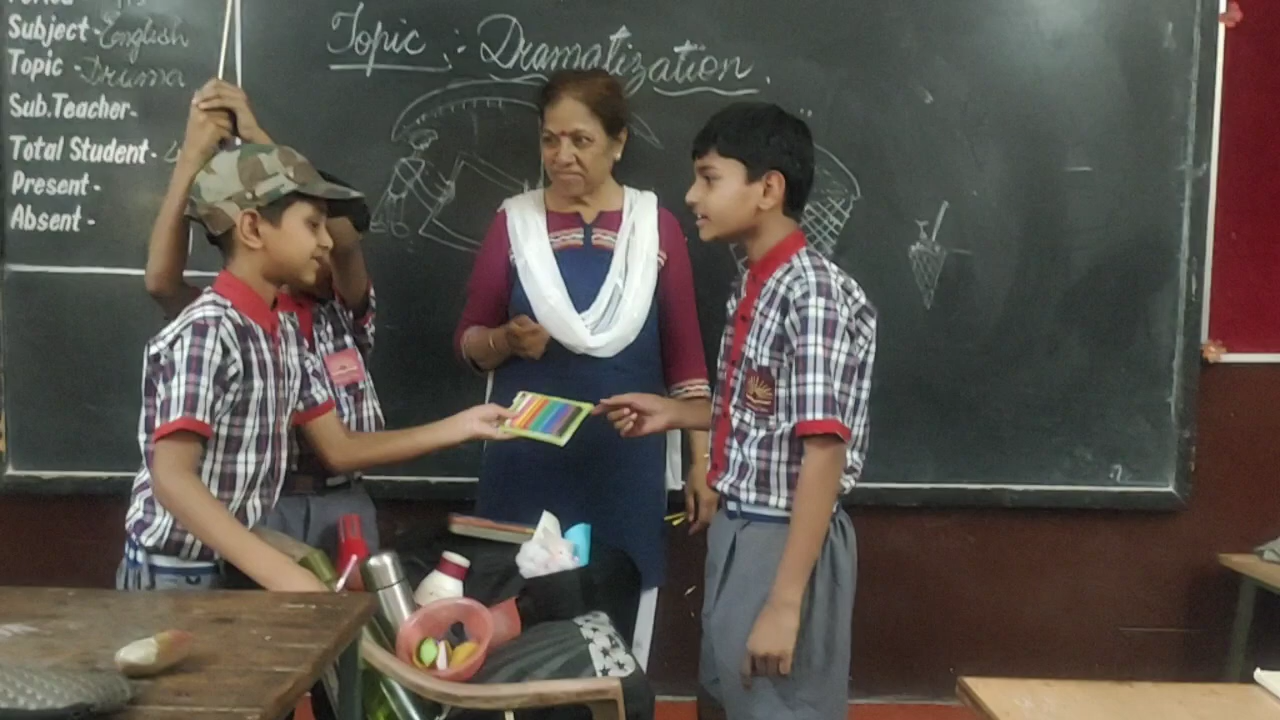 Subject - English
Topic - Drama
Sub.Teacher-
Total Student-
Present -
Absent -
Topic :- Dramatization.